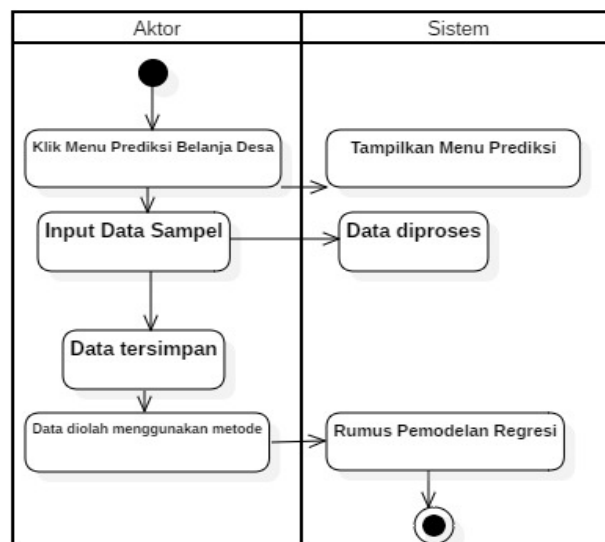 Aktor
Sistem
Klik Menu Prediksi Belanja Desa
Tampilkan Menu Prediksi
Input Data Sampel
Data diproses
Data tersimpan
Data diolah menggunakan metode
Rumus Pemodelan Regresi